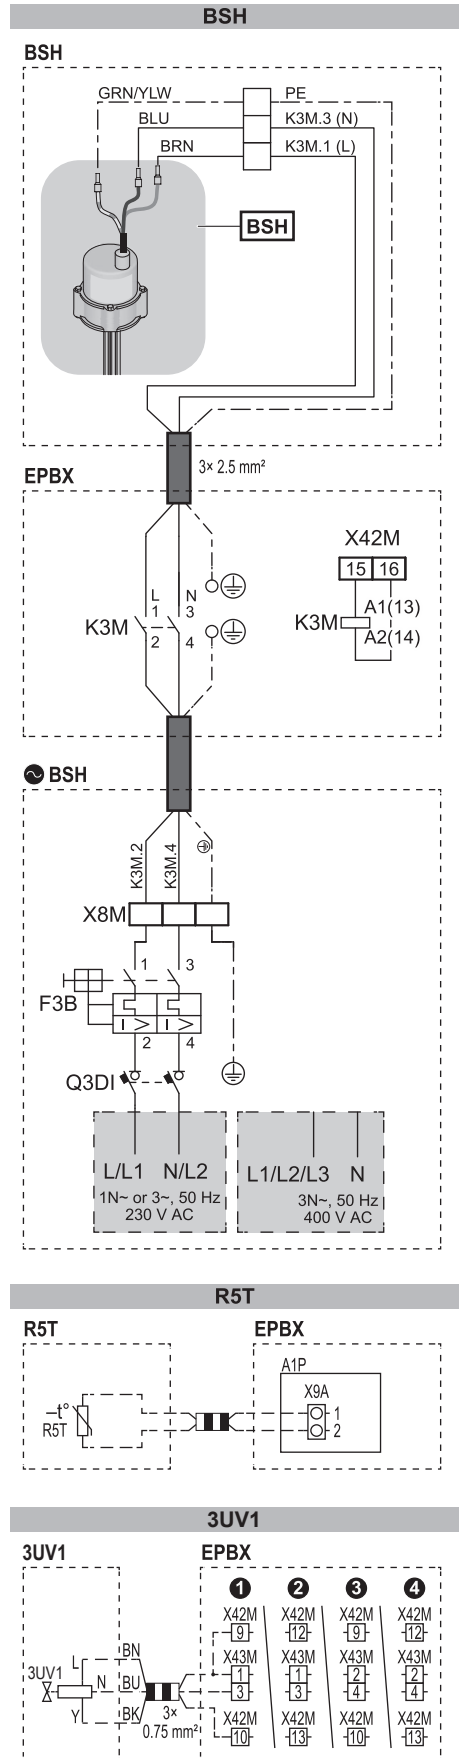 BSH
BSH
GRN/YLW PE
BLU K3M.3 (N)
BRN K3M.1 (L)
BSH
3× 2.5 mm²
EPBX
X42M
15 16
L N
1 3
K3M
2 4
A1(13)
K3M
A2(14)
BSH
K3M.2 K3M.4
X8M
1 3
F3B
I > I >
2 4
Q3DI
L/L1 N/L2
1N~ or 3~, 50 Hz
230 V AC
L1/L2/L3 N
3N~, 50 Hz
400 V AC
R5T
R5T EPBX
A1P
X9A
–t°
R5T
1
2
3UV1
3UV1 EPBX
1 2 3 4
X42M X42M X42M X42M
9 12 9 12
X43M X43M X43M X43M
1 1 2 2
3 3 4 4
X42M X42M X42M X42M
10 13 10 13
3UV1
L BN
N BU
Y BK
3×
0.75 mm²